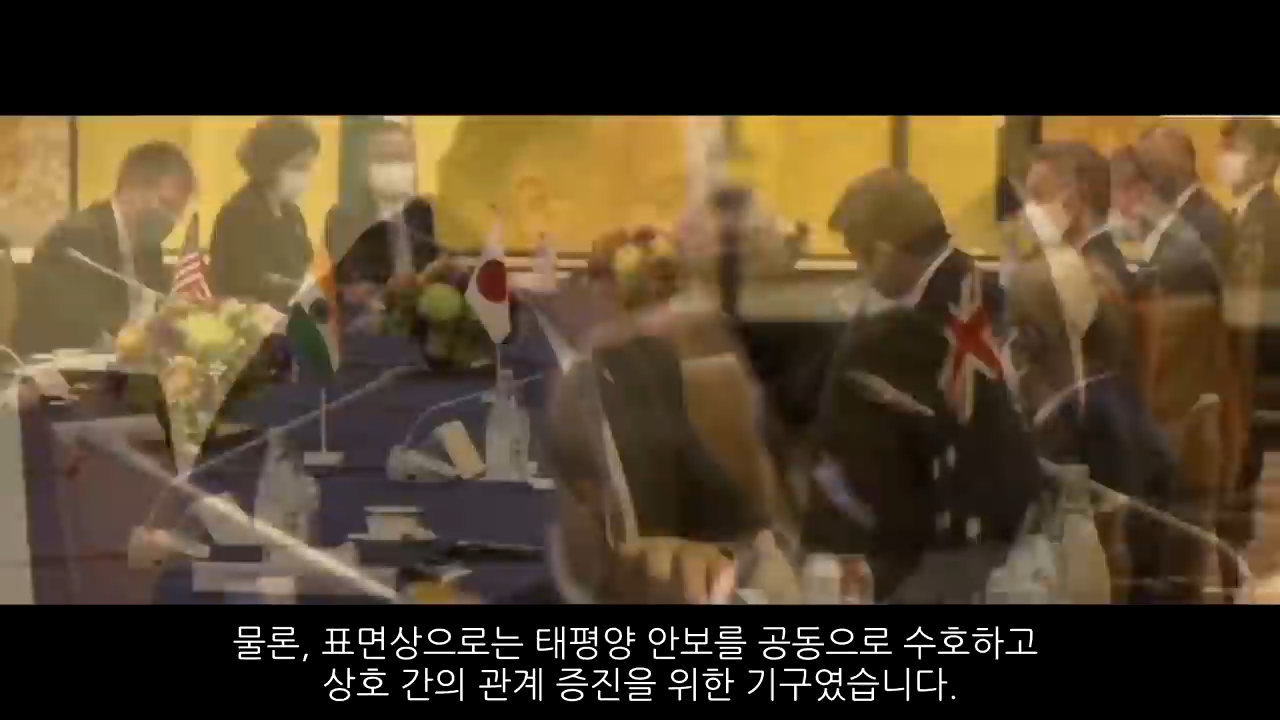 물론, 표면상으로는 태평양 안보를 공동으로 수호하고
상호 간의 관계 증진을 위한 기구였습니다.